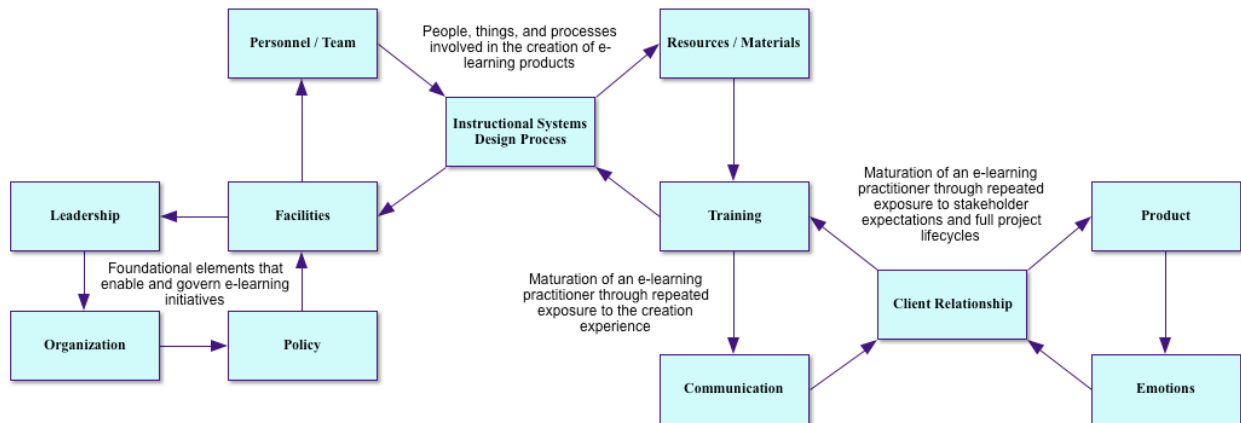 Personnel / Team
People, things, and processes
involved in the creation of e-
learning products
Resources / Materials
Instructional Systems
Design Process
Leadership
Facilities
Training
Maturation of an e-learning
practitioner through repeated
exposure to stakeholder
expectations and full project
lifecycles
Product
Foundational elements that
enable and govern e-learning
initiatives
Maturation of an e-learning
practitioner through repeated
exposure to the creation
experience
Client Relationship
Organization
Policy
Communication
Emotions